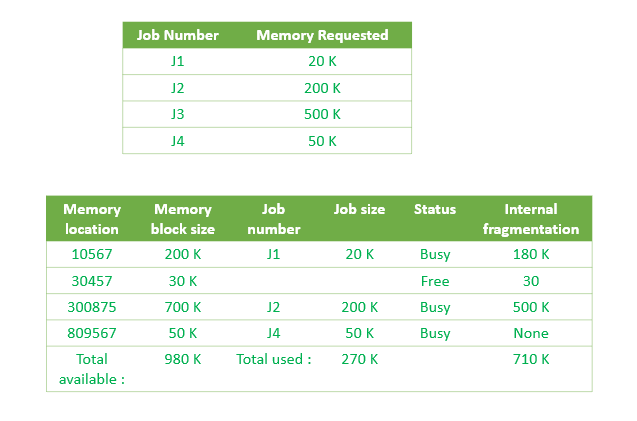 Job Number Memory Requested
J1 20 K
J2 200 K
J3 500 K
J4 50 K
Memory Memory Job Job size Status Internal
location block size number fragmentation
10567 200 K J1 20 K Busy 180 K
30457 30 K Free 30
300875 700 K J2 200 K Busy 500 K
809567 50 K J4 50 K Busy None
Total 980 K Total used : 270 K 710 K
available :